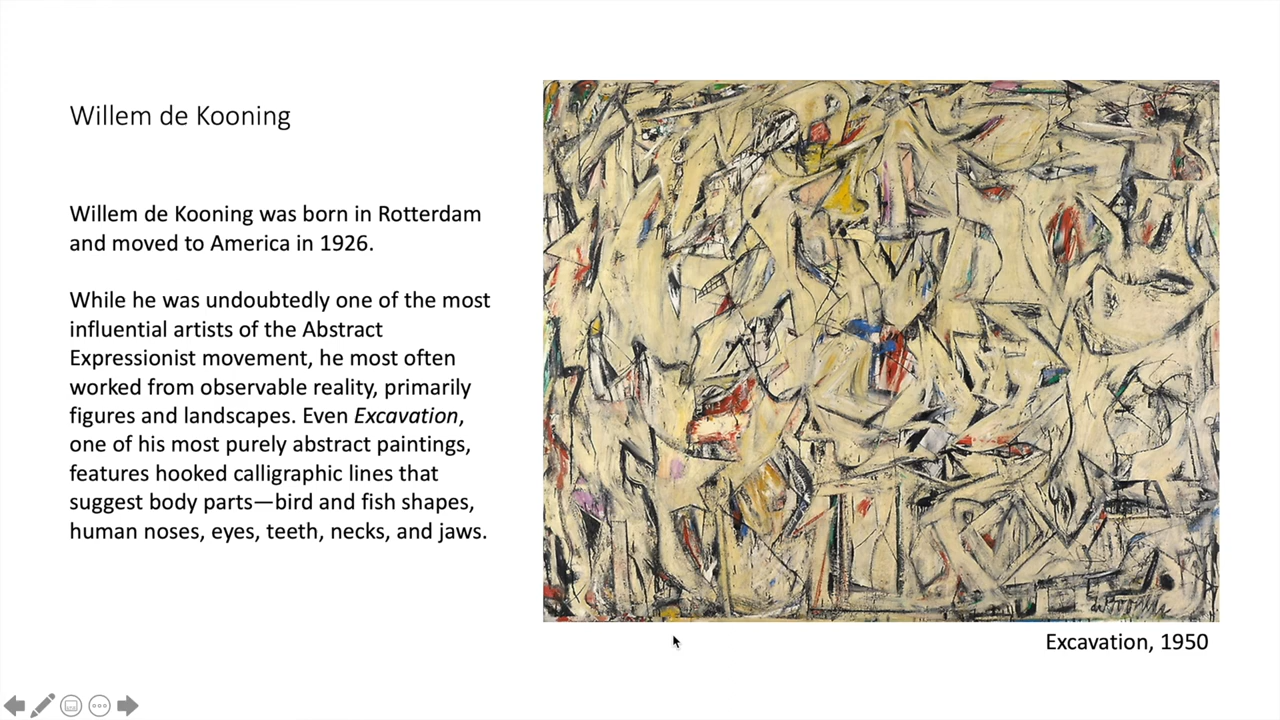 Willem de Kooning
Willem de Kooning was born in Rotterdam
and moved to America in 1926.
While he was undoubtedly one of the most
influential artists of the Abstract
Expressionist movement, he most often
worked from observable reality, primarily
figures and landscapes. Even Excavation,
one of his most purely abstract paintings,
features hooked calligraphic lines that
suggest body parts—bird and fish shapes,
human noses, eyes, teeth, necks, and jaws.
de Kooning
Excavation, 1950